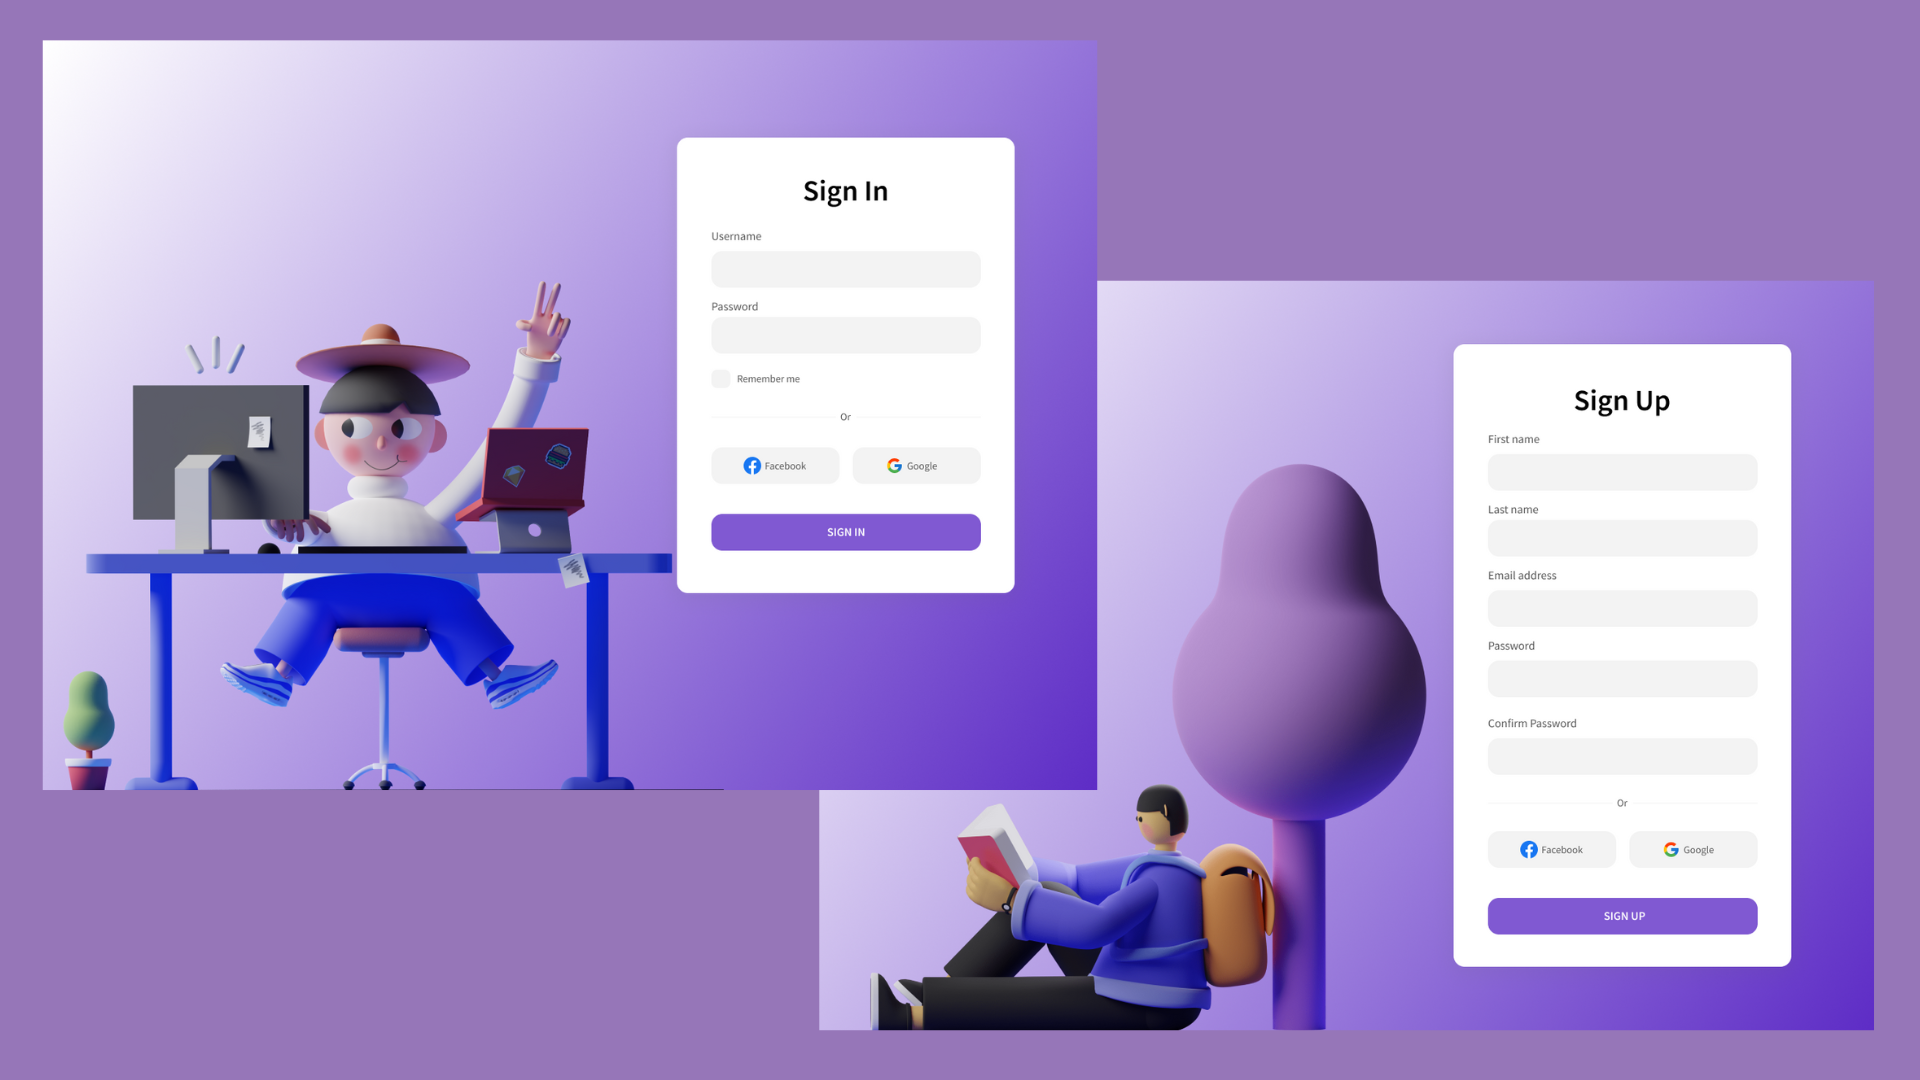 Sign In
Username
Password
Remember me
Or
Facebook Google
SIGN IN
Sign Up
First name
Last name
Email address
Password
Confirm Password
Or
Facebook Google
SIGN UP